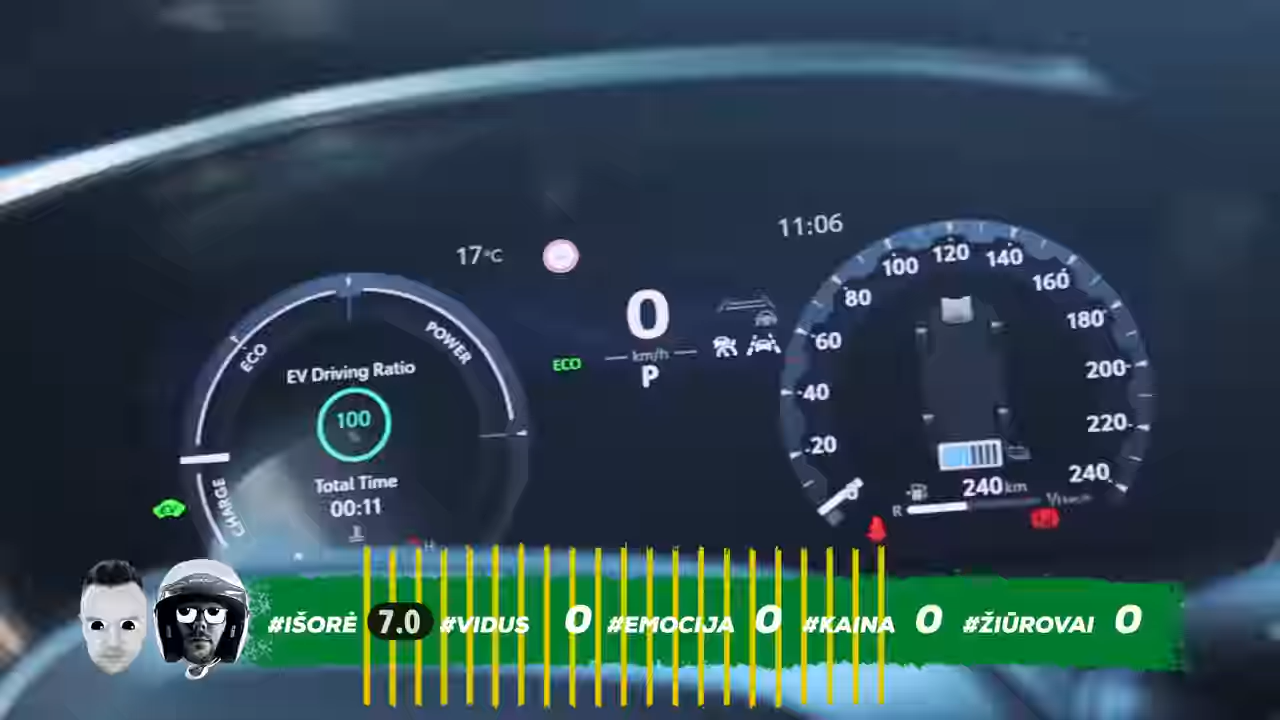 11:06
17°C
0
km/h
P
ECO
ECO
POWER
CHARGE
EV Driving Ratio
100
%
Total Time
00:11
EV
H
20
40
60
80
100
120
140
160
180
200
220
240
240 km
R
#IŠORĖ 7.0 #VIDUS 0 #EMOCIJA 0 #KAINA 0 #ŽIŪROVAI 0